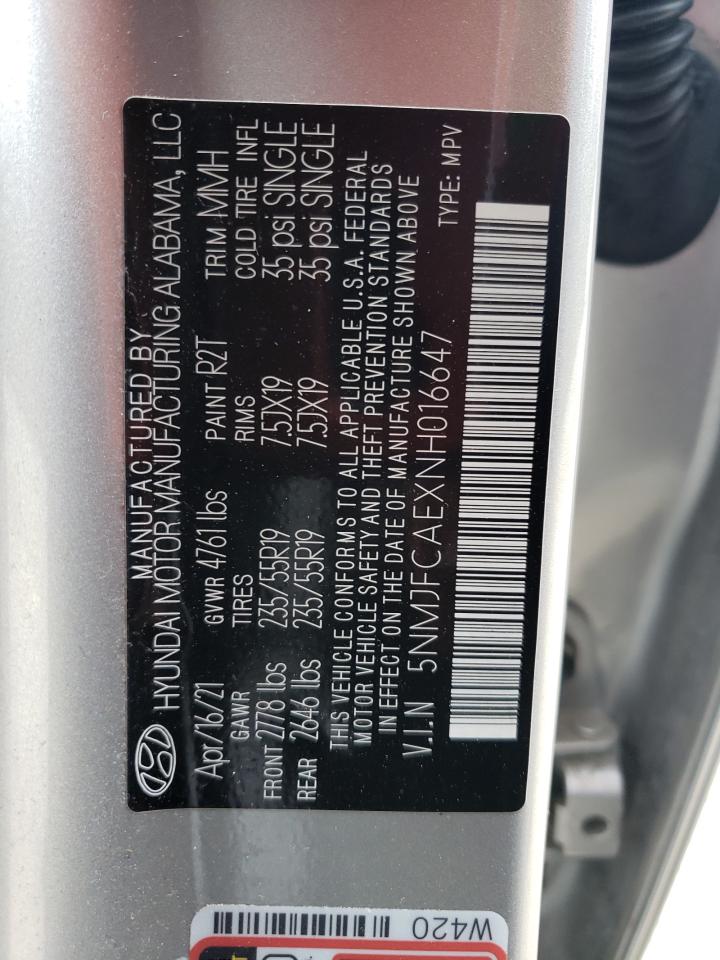 MANUFACTURED BY
HYUNDAI MOTOR MANUFACTURING ALABAMA, LLC
Apr/16/21 GVWR 4761 lbs PAINT R2T TRIM MMH
GAWR TIRES RIMS COLD TIRE INFL
FRONT 2778 lbs 235/55R19 7.5JX19 35 psi SINGLE
REAR 2646 lbs 235/55R19 7.5JX19 35 psi SINGLE
THIS VEHICLE CONFORMS TO ALL APPLICABLE U.S.A. FEDERAL
MOTOR VEHICLE SAFETY AND THEFT PREVENTION STANDARDS
IN EFFECT ON THE DATE OF MANUFACTURE SHOWN ABOVE
V.I.N 5NMJFCAEXNH016647
TYPE: MPV
W420